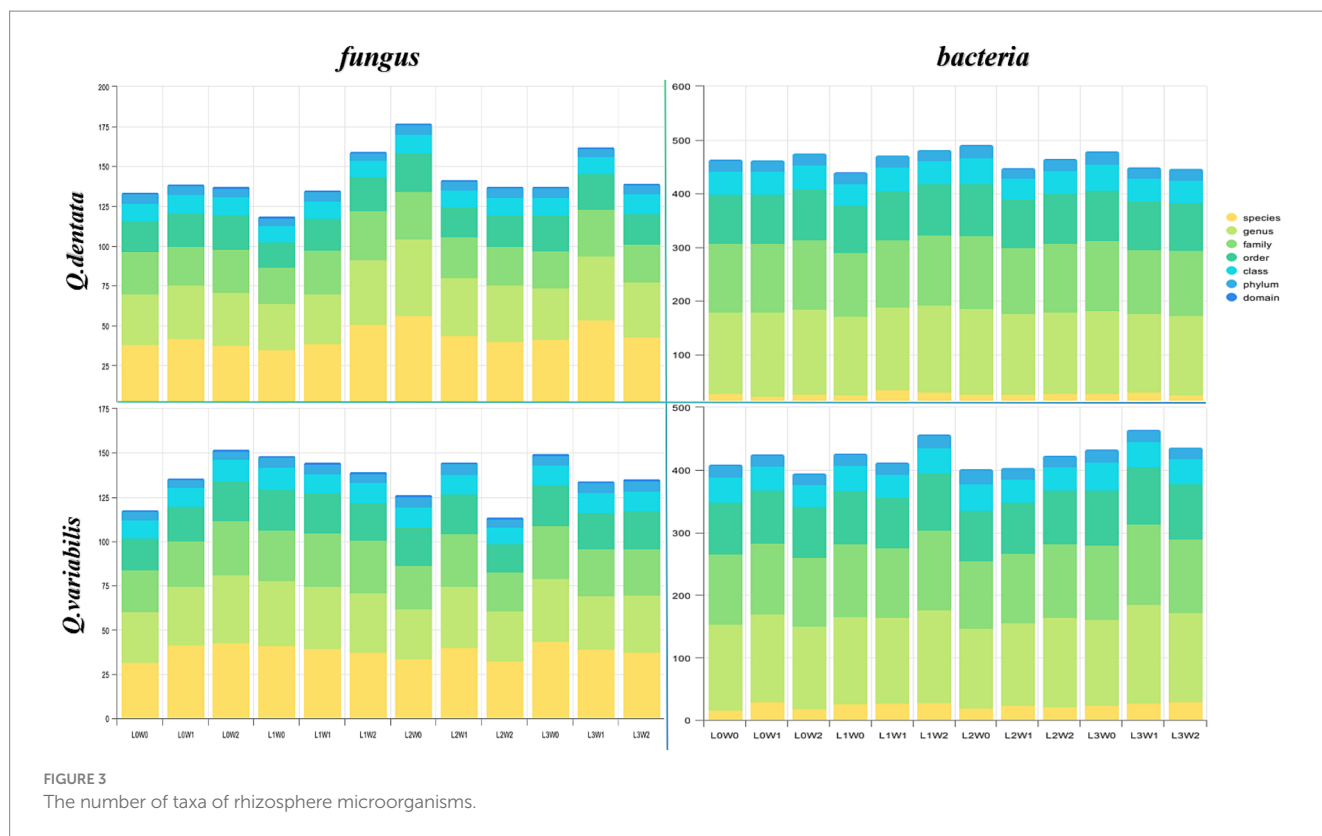 fungus
bacteria
Q.dentata
200
175
150
125
100
75
50
25
600
500
400
300
200
100
species
genus
family
order
class
phylum
domain
Q.variabilis
175
150
125
100
75
50
25
0
500
400
300
200
100
0
L0W0 L0W1 L0W2 L1W0 L1W1 L1W2 L2W0 L2W1 L2W2 L3W0 L3W1 L3W2
L0W0 L0W1 L0W2 L1W0 L1W1 L1W2 L2W0 L2W1 L2W2 L3W0 L3W1 L3W2
FIGURE 3
The number of taxa of rhizosphere microorganisms.